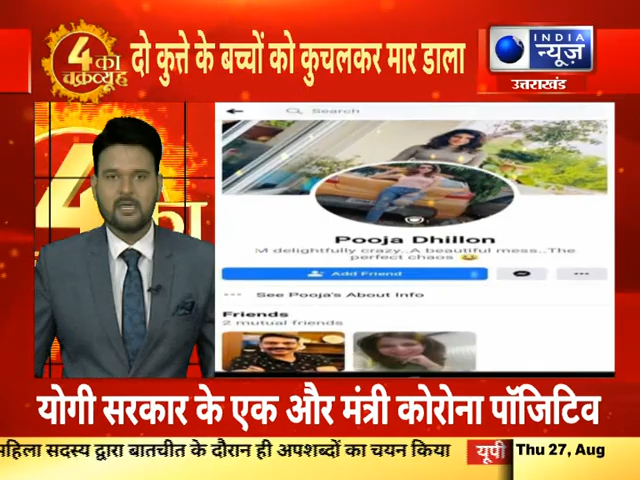 4 का चक्रव्यूह
दो कुत्ते के बच्चों को कुचलकर मार डाला
INDIA
न्यूज़
उत्तराखंड
4
का
Search
Pooja Dhillon
M delightfully crazy..A beautiful mess...The
perfect chaos 😂
Add Friend
See Pooja's About Info
Friends
2 mutual friends
योगी सरकार के एक और मंत्री कोरोना पॉजिटिव
महिला सदस्य द्वारा बातचीत के दौरान ही अपशब्दों का चयन किया
यूपी
Thu 27, Aug